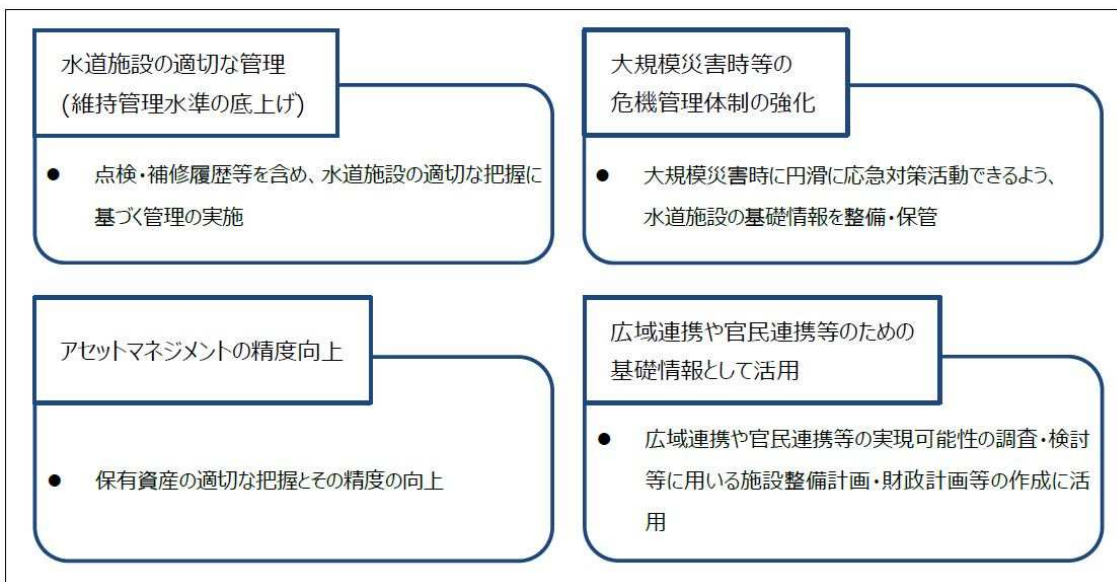 水道施設の適切な管理
(維持管理水準の底上げ)
● 点検・補修履歴等を含め、水道施設の適切な把握に
基づく管理の実施
大規模災害時等の
危機管理体制の強化
● 大規模災害時に円滑に応急対策活動できるよう、
水道施設の基礎情報を整備・保管
アセットマネジメントの精度向上
● 保有資産の適切な把握とその精度の向上
広域連携や官民連携等のための
基礎情報として活用
● 広域連携や官民連携等の実現可能性の調査・検討
等に用いる施設整備計画・財政計画等の作成に活
用